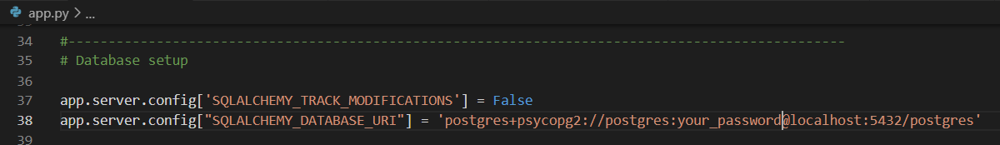 app.py > ...
34 #------------------------------------------------------------------------------------------------
35 # Database setup
36
37 app.server.config['SQLALCHEMY_TRACK_MODIFICATIONS'] = False
38 app.server.config["SQLALCHEMY_DATABASE_URI"] = 'postgres+psycopg2://postgres:your_password@localhost:5432/postgres'
39